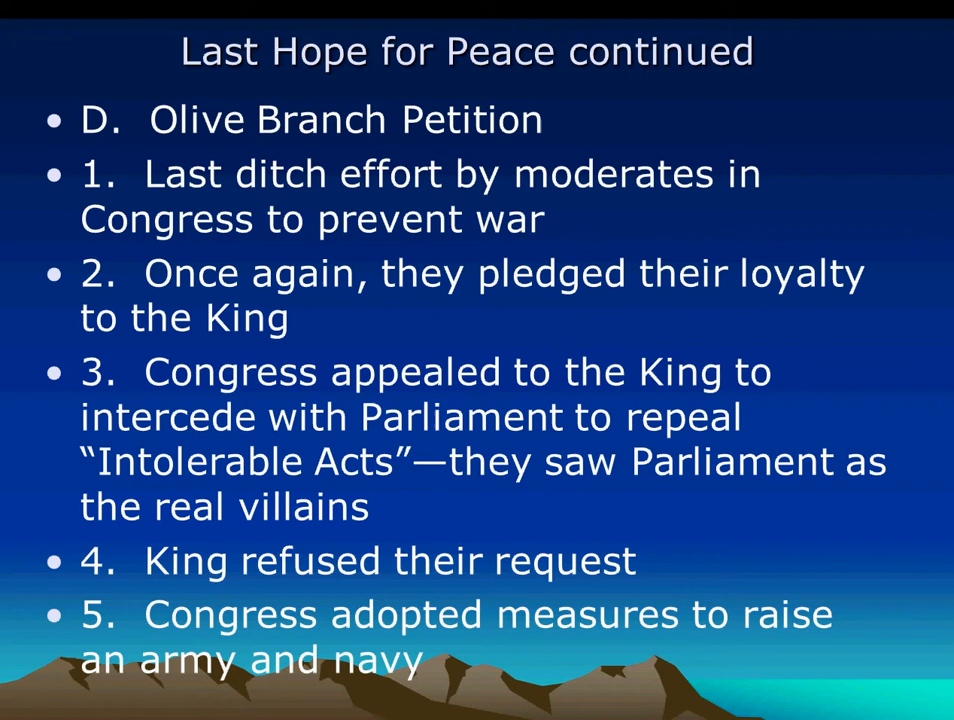 Last Hope for Peace continued
• D. Olive Branch Petition
• 1. Last ditch effort by moderates in
Congress to prevent war
• 2. Once again, they pledged their loyalty
to the King
• 3. Congress appealed to the King to
intercede with Parliament to repeal
“Intolerable Acts”—they saw Parliament as
the real villains
• 4. King refused their request
• 5. Congress adopted measures to raise
an army and navy